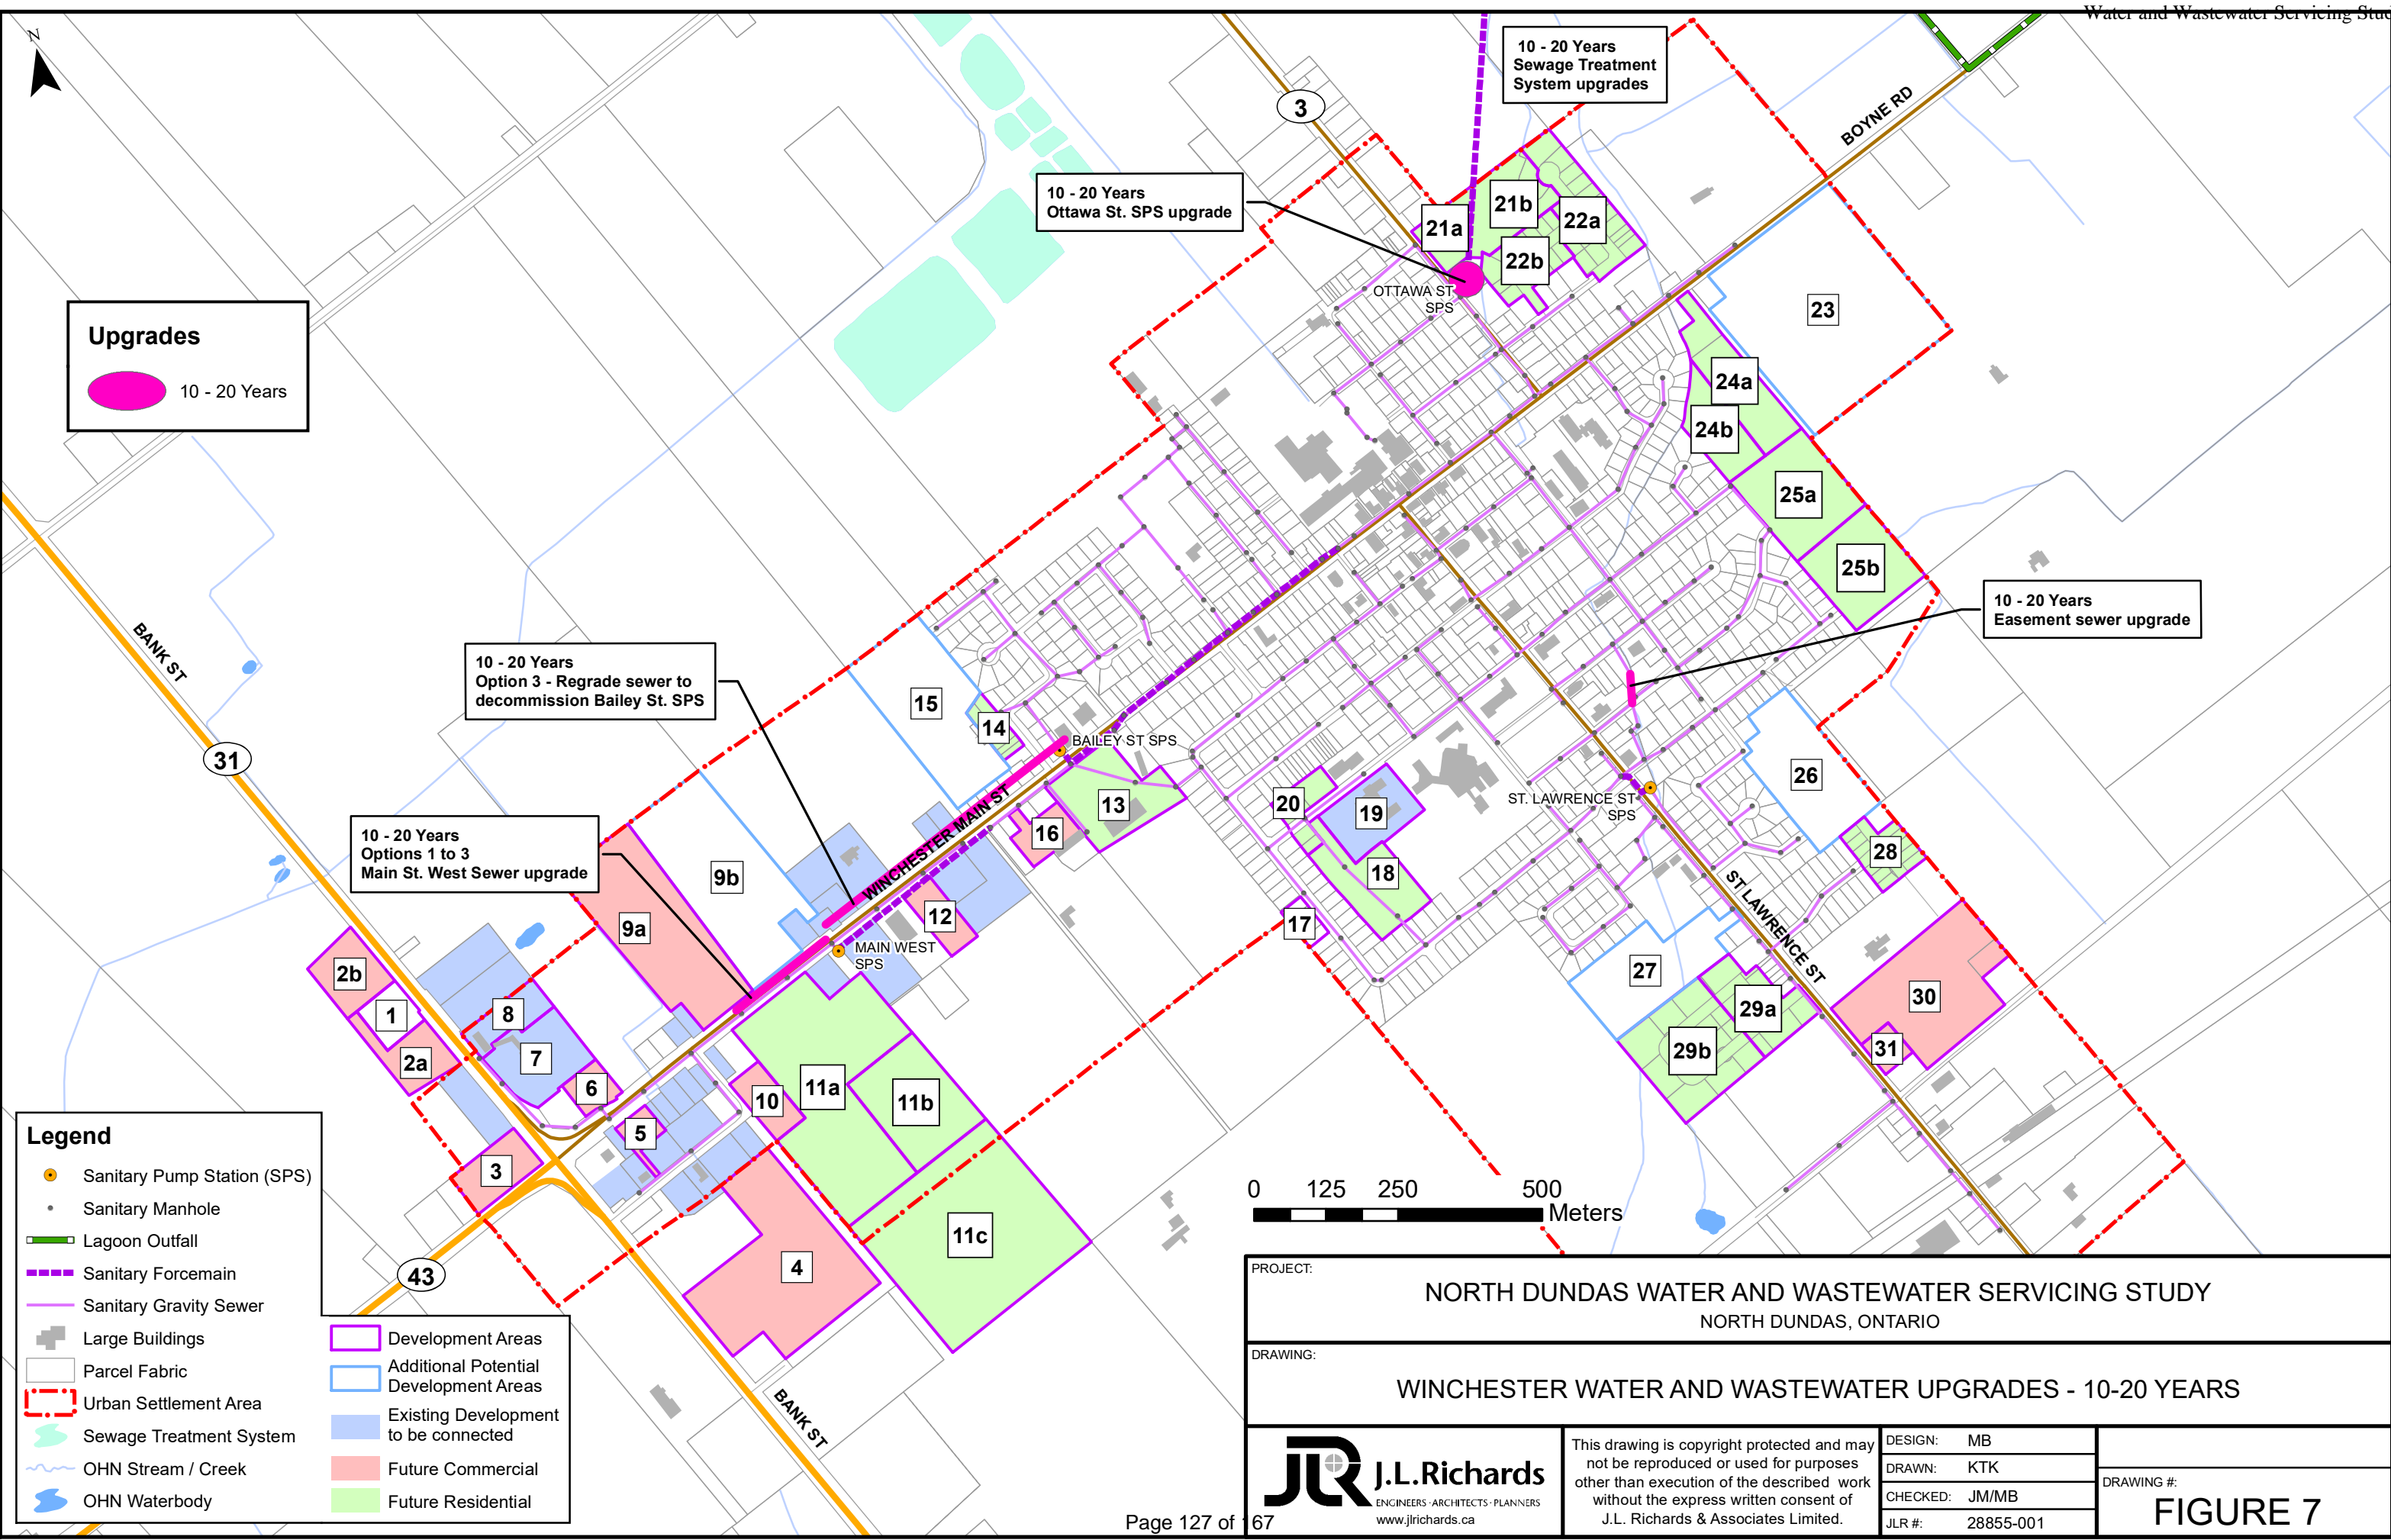 Water and Wastewater Servicing Stud
N
10 - 20 Years
Sewage Treatment
System upgrades
3
BOYNE RD
10 - 20 Years
Ottawa St. SPS upgrade
21a
21b
22a
22b
OTTAWA ST
SPS
23
Upgrades
10 - 20 Years
24a
24b
25a
25b
10 - 20 Years
Easement sewer upgrade
BANK ST
31
10 - 20 Years
Option 3 - Regrade sewer to
decommission Bailey St. SPS
15
14
BAILEY ST SPS
13
16
WINCHESTER MAIN ST
20
19
18
17
ST. LAWRENCE ST
SPS
26
28
10 - 20 Years
Options 1 to 3
Main St. West Sewer upgrade
9b
9a
12
MAIN WEST
SPS
ST LAWRENCE ST
27
29a
29b
30
31
2b
1
2a
8
7
6
5
3
10
11a
11b
11c
4
43
BANK ST
0 125 250 500
Meters
Legend
Sanitary Pump Station (SPS)
Sanitary Manhole
Lagoon Outfall
Sanitary Forcemain
Sanitary Gravity Sewer
Large Buildings
Parcel Fabric
Urban Settlement Area
Sewage Treatment System
OHN Stream / Creek
OHN Waterbody
Development Areas
Additional Potential
Development Areas
Existing Development
to be connected
Future Commercial
Future Residential
PROJECT:
NORTH DUNDAS WATER AND WASTEWATER SERVICING STUDY
NORTH DUNDAS, ONTARIO
DRAWING:
WINCHESTER WATER AND WASTEWATER UPGRADES - 10-20 YEARS
JLR
J.L.Richards
ENGINEERS · ARCHITECTS · PLANNERS
www.jlrichards.ca
This drawing is copyright protected and may
not be reproduced or used for purposes
other than execution of the described work
without the express written consent of
J.L. Richards & Associates Limited.
DESIGN: MB
DRAWN: KTK
CHECKED: JM/MB
JLR #: 28855-001
DRAWING #:
FIGURE 7
Page 127 of 167